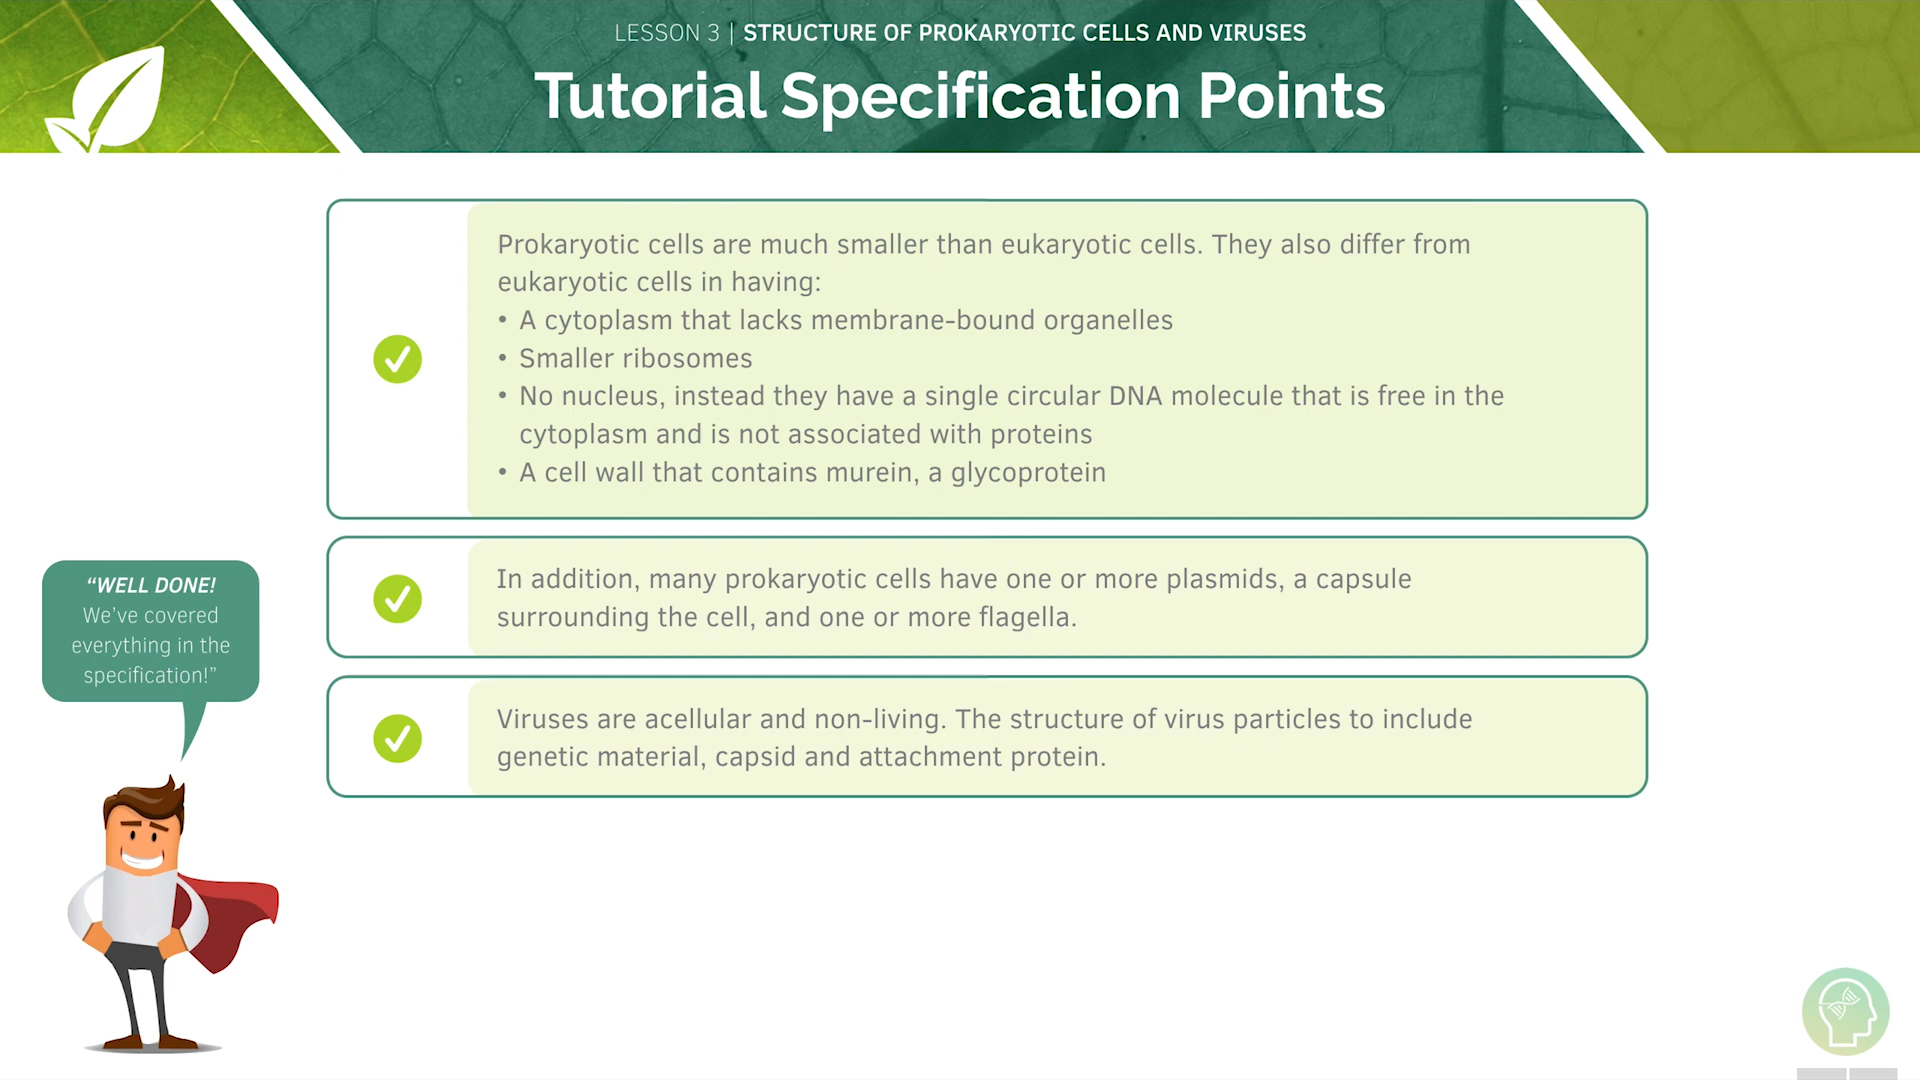 LESSON 3 | STRUCTURE OF PROKARYOTIC CELLS AND VIRUSES
Tutorial Specification Points
Prokaryotic cells are much smaller than eukaryotic cells. They also differ from
eukaryotic cells in having:
• A cytoplasm that lacks membrane-bound organelles
• Smaller ribosomes
• No nucleus, instead they have a single circular DNA molecule that is free in the
cytoplasm and is not associated with proteins
• A cell wall that contains murein, a glycoprotein
In addition, many prokaryotic cells have one or more plasmids, a capsule
surrounding the cell, and one or more flagella.
Viruses are acellular and non-living. The structure of virus particles to include
genetic material, capsid and attachment protein.
“WELL DONE!
We’ve covered
everything in the
specification!”